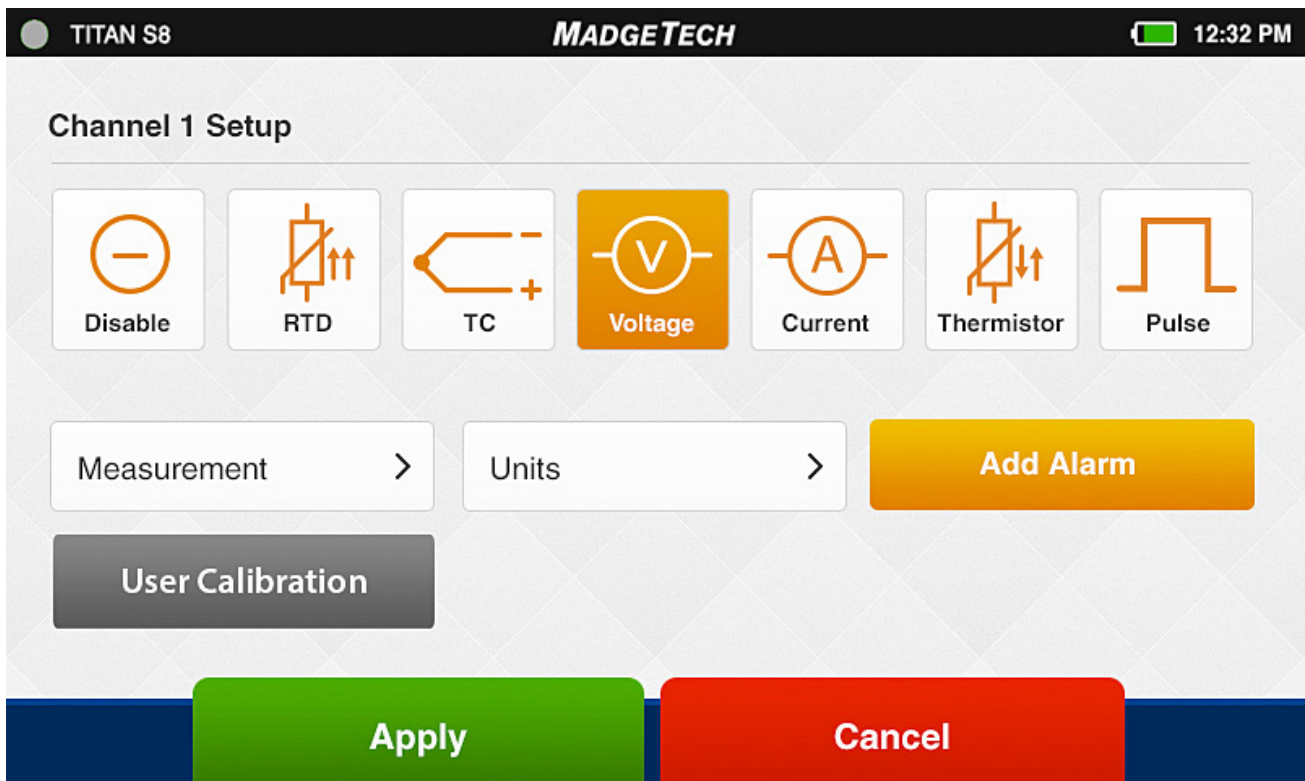 TITAN S8 MADGETECH 12:32 PM
Channel 1 Setup
Disable RTD TC Voltage Current Thermistor Pulse
Measurement Units Add Alarm
User Calibration
Apply Cancel